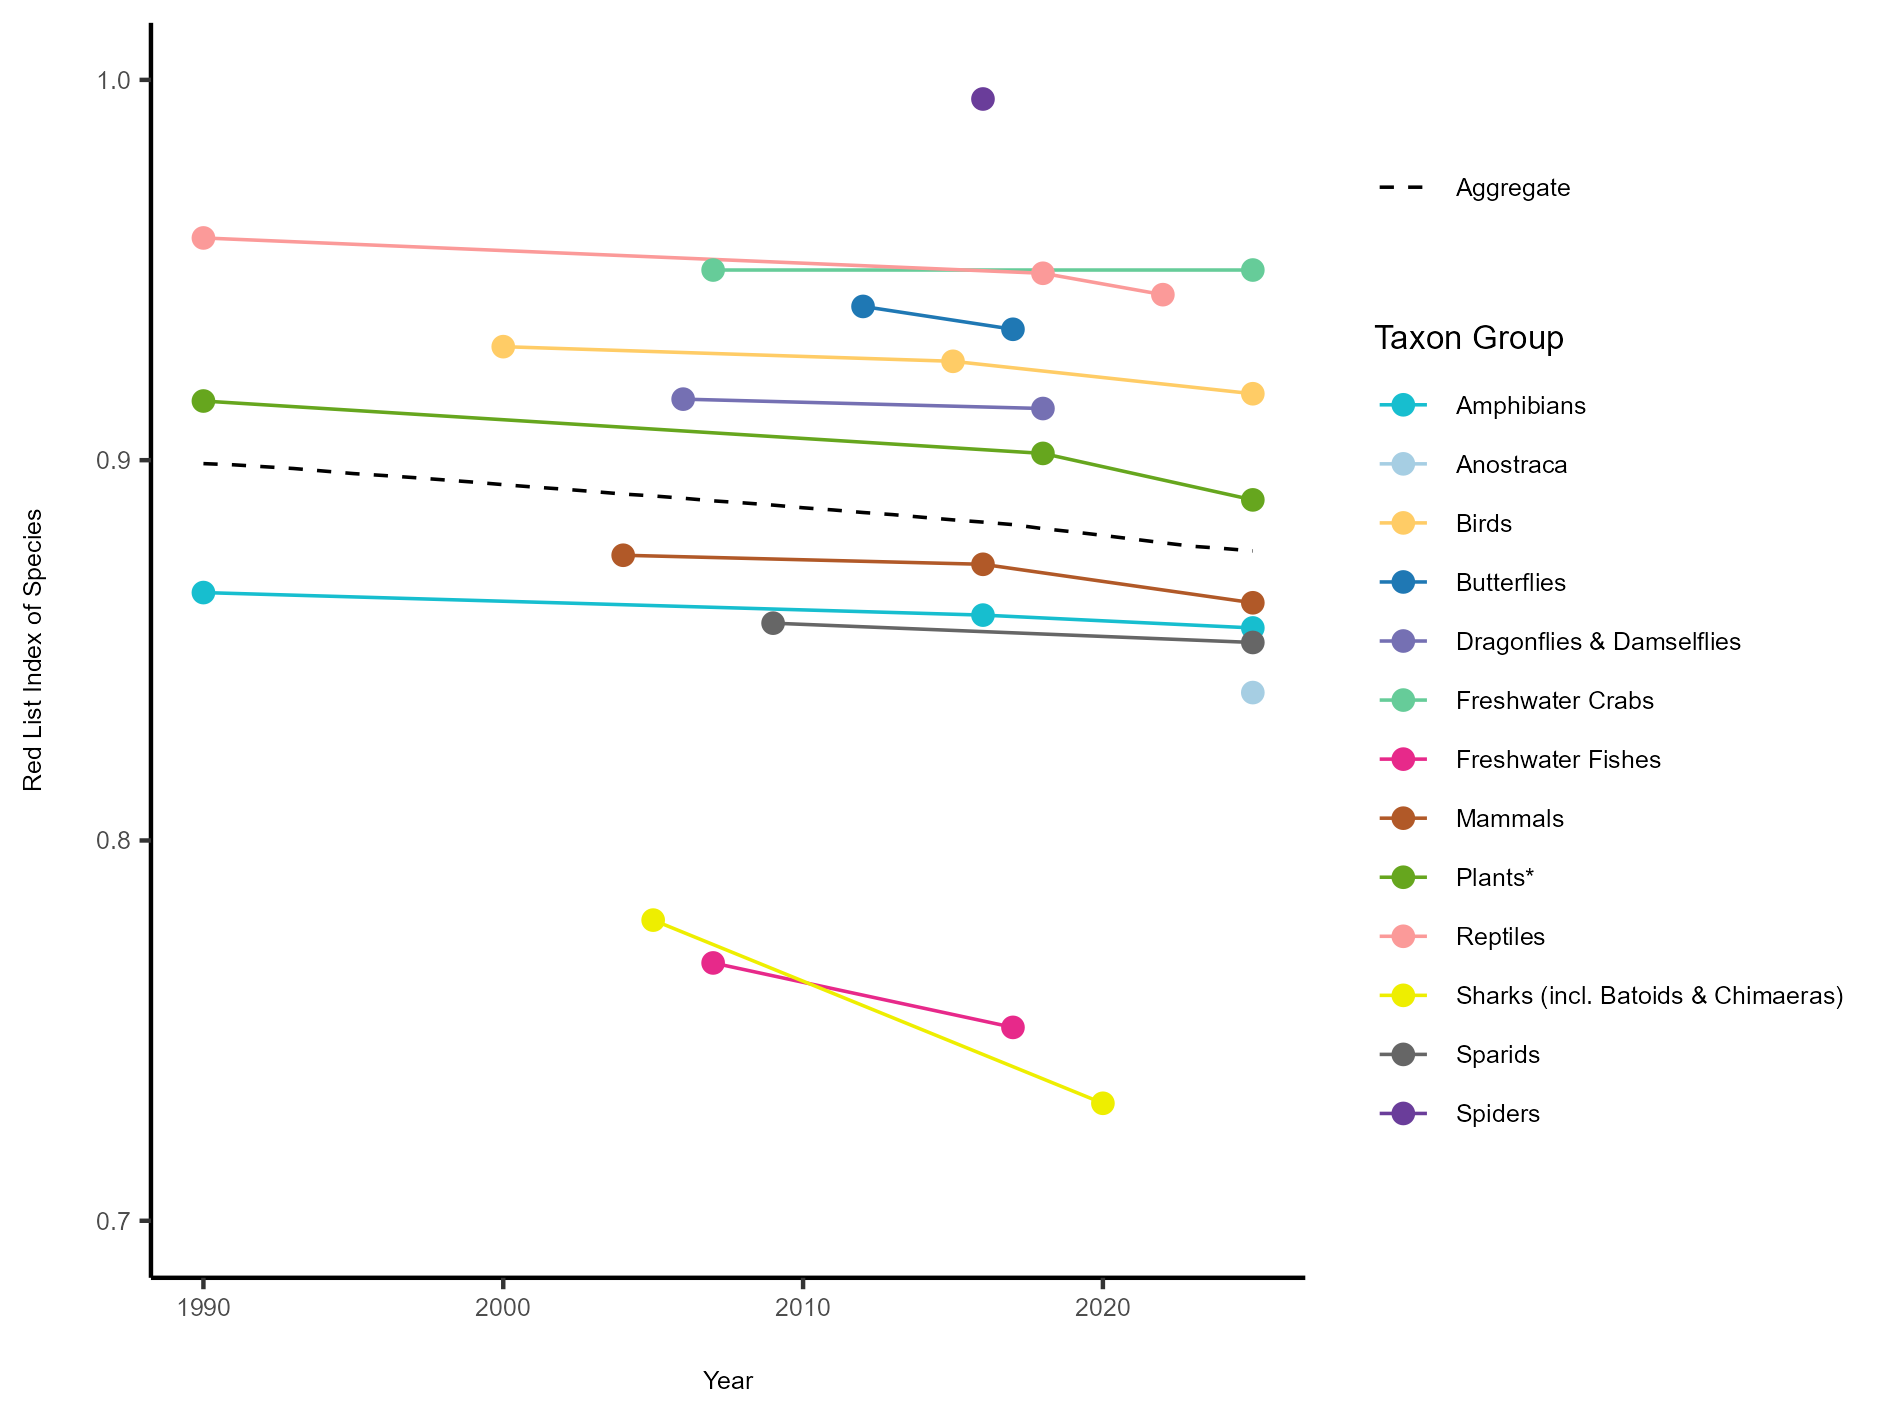 1.0
0.9
0.8
0.7
Red List Index of Species
1990
2000
2010
2020
Year
Aggregate
Taxon Group
Amphibians
Anostraca
Birds
Butterflies
Dragonflies & Damselflies
Freshwater Crabs
Freshwater Fishes
Mammals
Plants*
Reptiles
Sharks (incl. Batoids & Chimaeras)
Sparids
Spiders